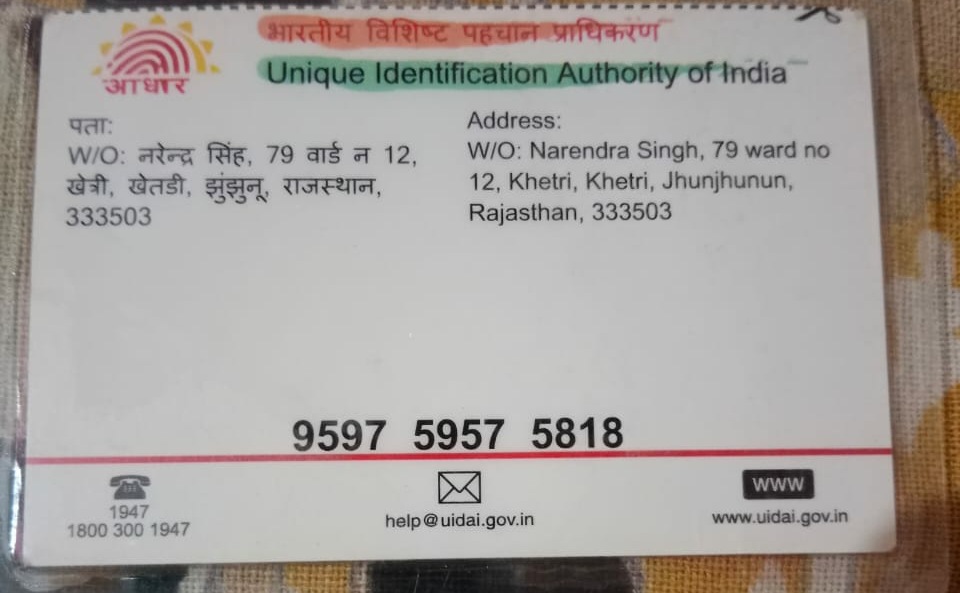 आधार
भारतीय विशिष्ट पहचान प्राधिकरण
Unique Identification Authority of India
पता:
W/O: नरेन्द्र सिंह, 79 वार्ड न 12,
खेत्री, खेतडी, झुंझुनू, राजस्थान,
333503
Address:
W/O: Narendra Singh, 79 ward no
12, Khetri, Khetri, Jhunjhunun,
Rajasthan, 333503
9597 5957 5818
1947
1800 300 1947
help@uidai.gov.in
WWW
www.uidai.gov.in